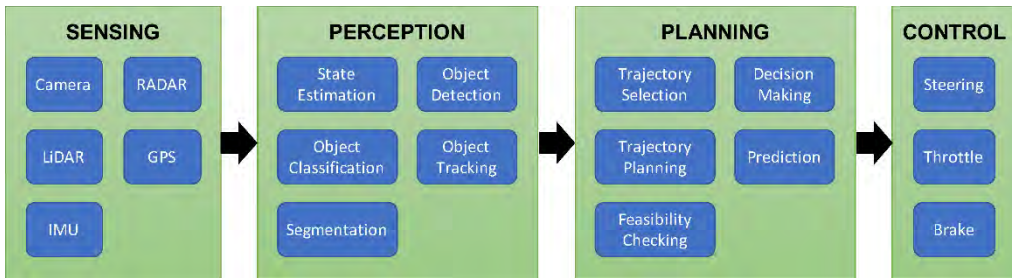 SENSING
Camera
RADAR
LiDAR
GPS
IMU
PERCEPTION
State
Estimation
Object
Detection
Object
Classification
Object
Tracking
Segmentation
PLANNING
Trajectory
Selection
Decision
Making
Trajectory
Planning
Prediction
Feasibility
Checking
CONTROL
Steering
Throttle
Brake